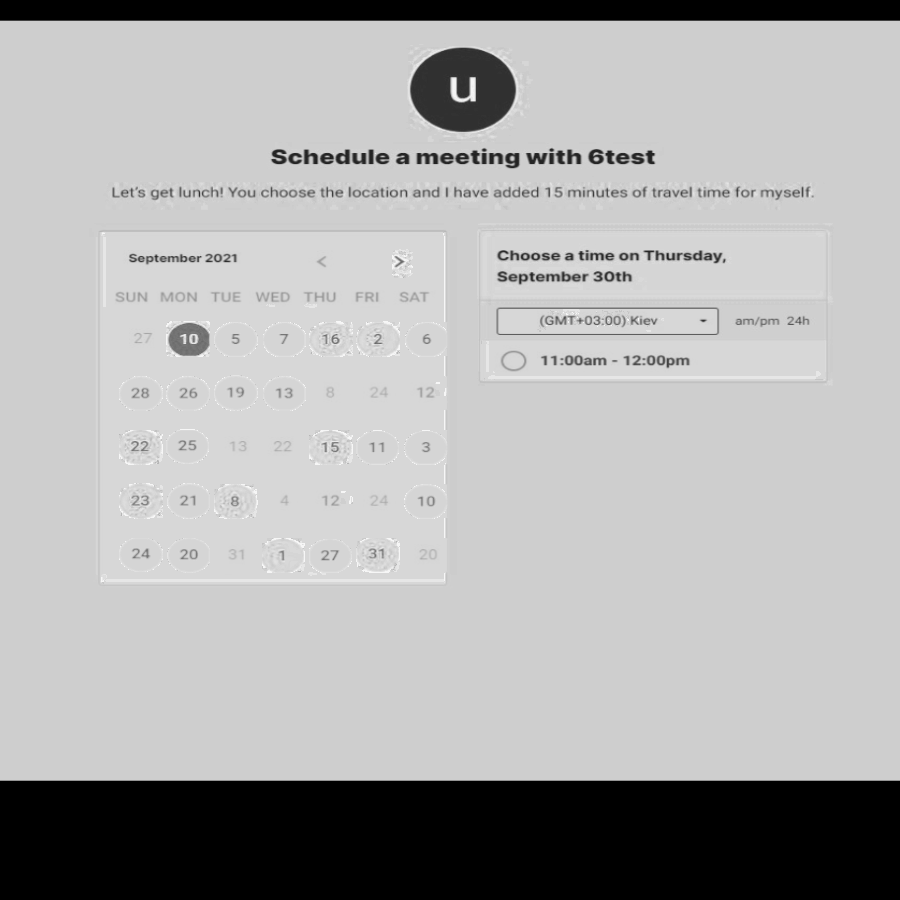 u
Schedule a meeting with 6test
Let's get lunch! You choose the location and I have added 15 minutes of travel time for myself.
September 2021 < >
SUN MON TUE WED THU FRI SAT
27 10 5 7 16 2 6
28 26 19 13 8 24 12
22 25 13 22 15 11 3
23 21 8 4 12 24 10
24 20 31 1 27 31 20
Choose a time on Thursday,
September 30th
(GMT+03:00) Kiev am/pm 24h
11:00am - 12:00pm